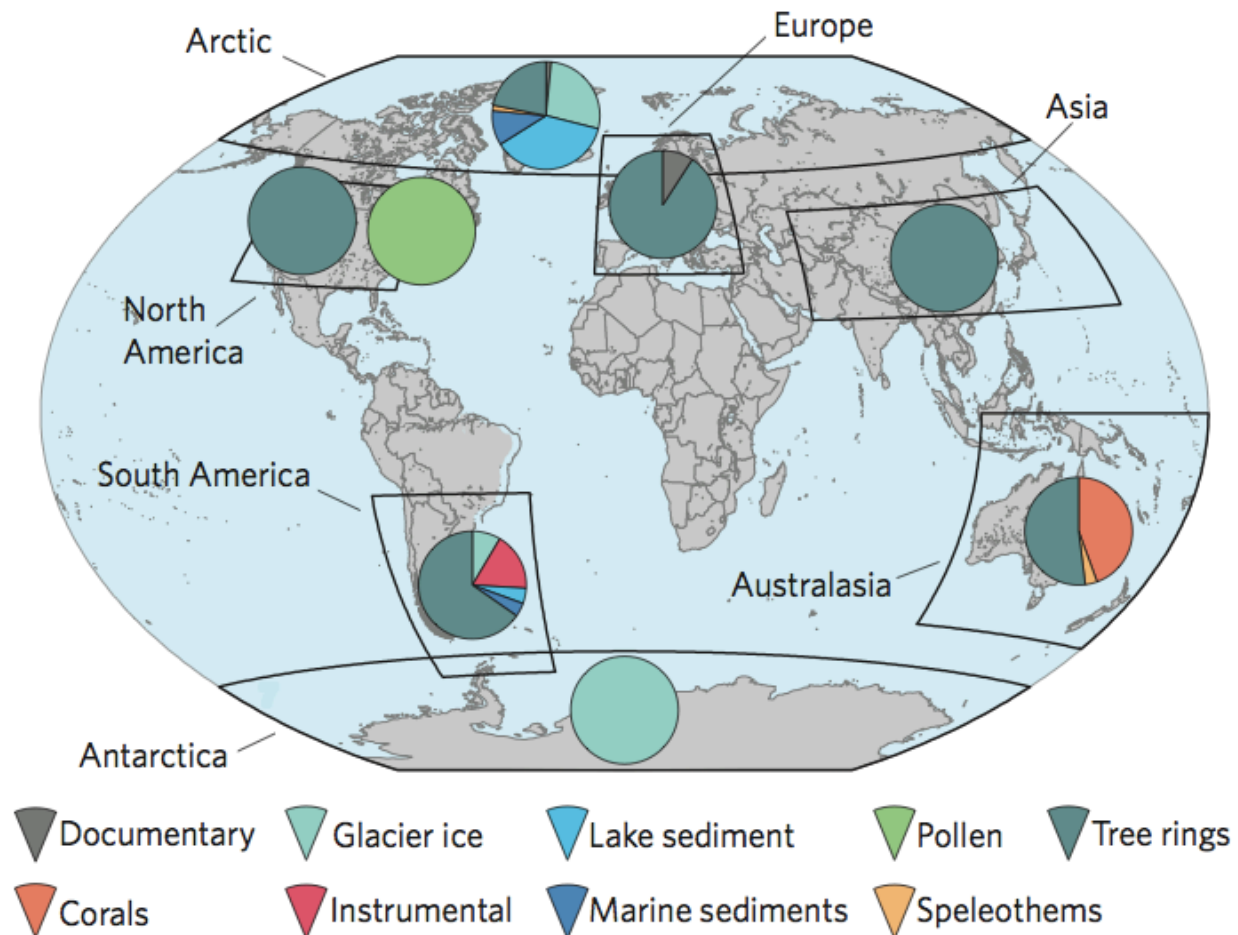 Arctic
Europe
Asia
North
America
South America
Australasia
Antarctica
Documentary
Glacier ice
Lake sediment
Pollen
Tree rings
Corals
Instrumental
Marine sediments
Speleothems